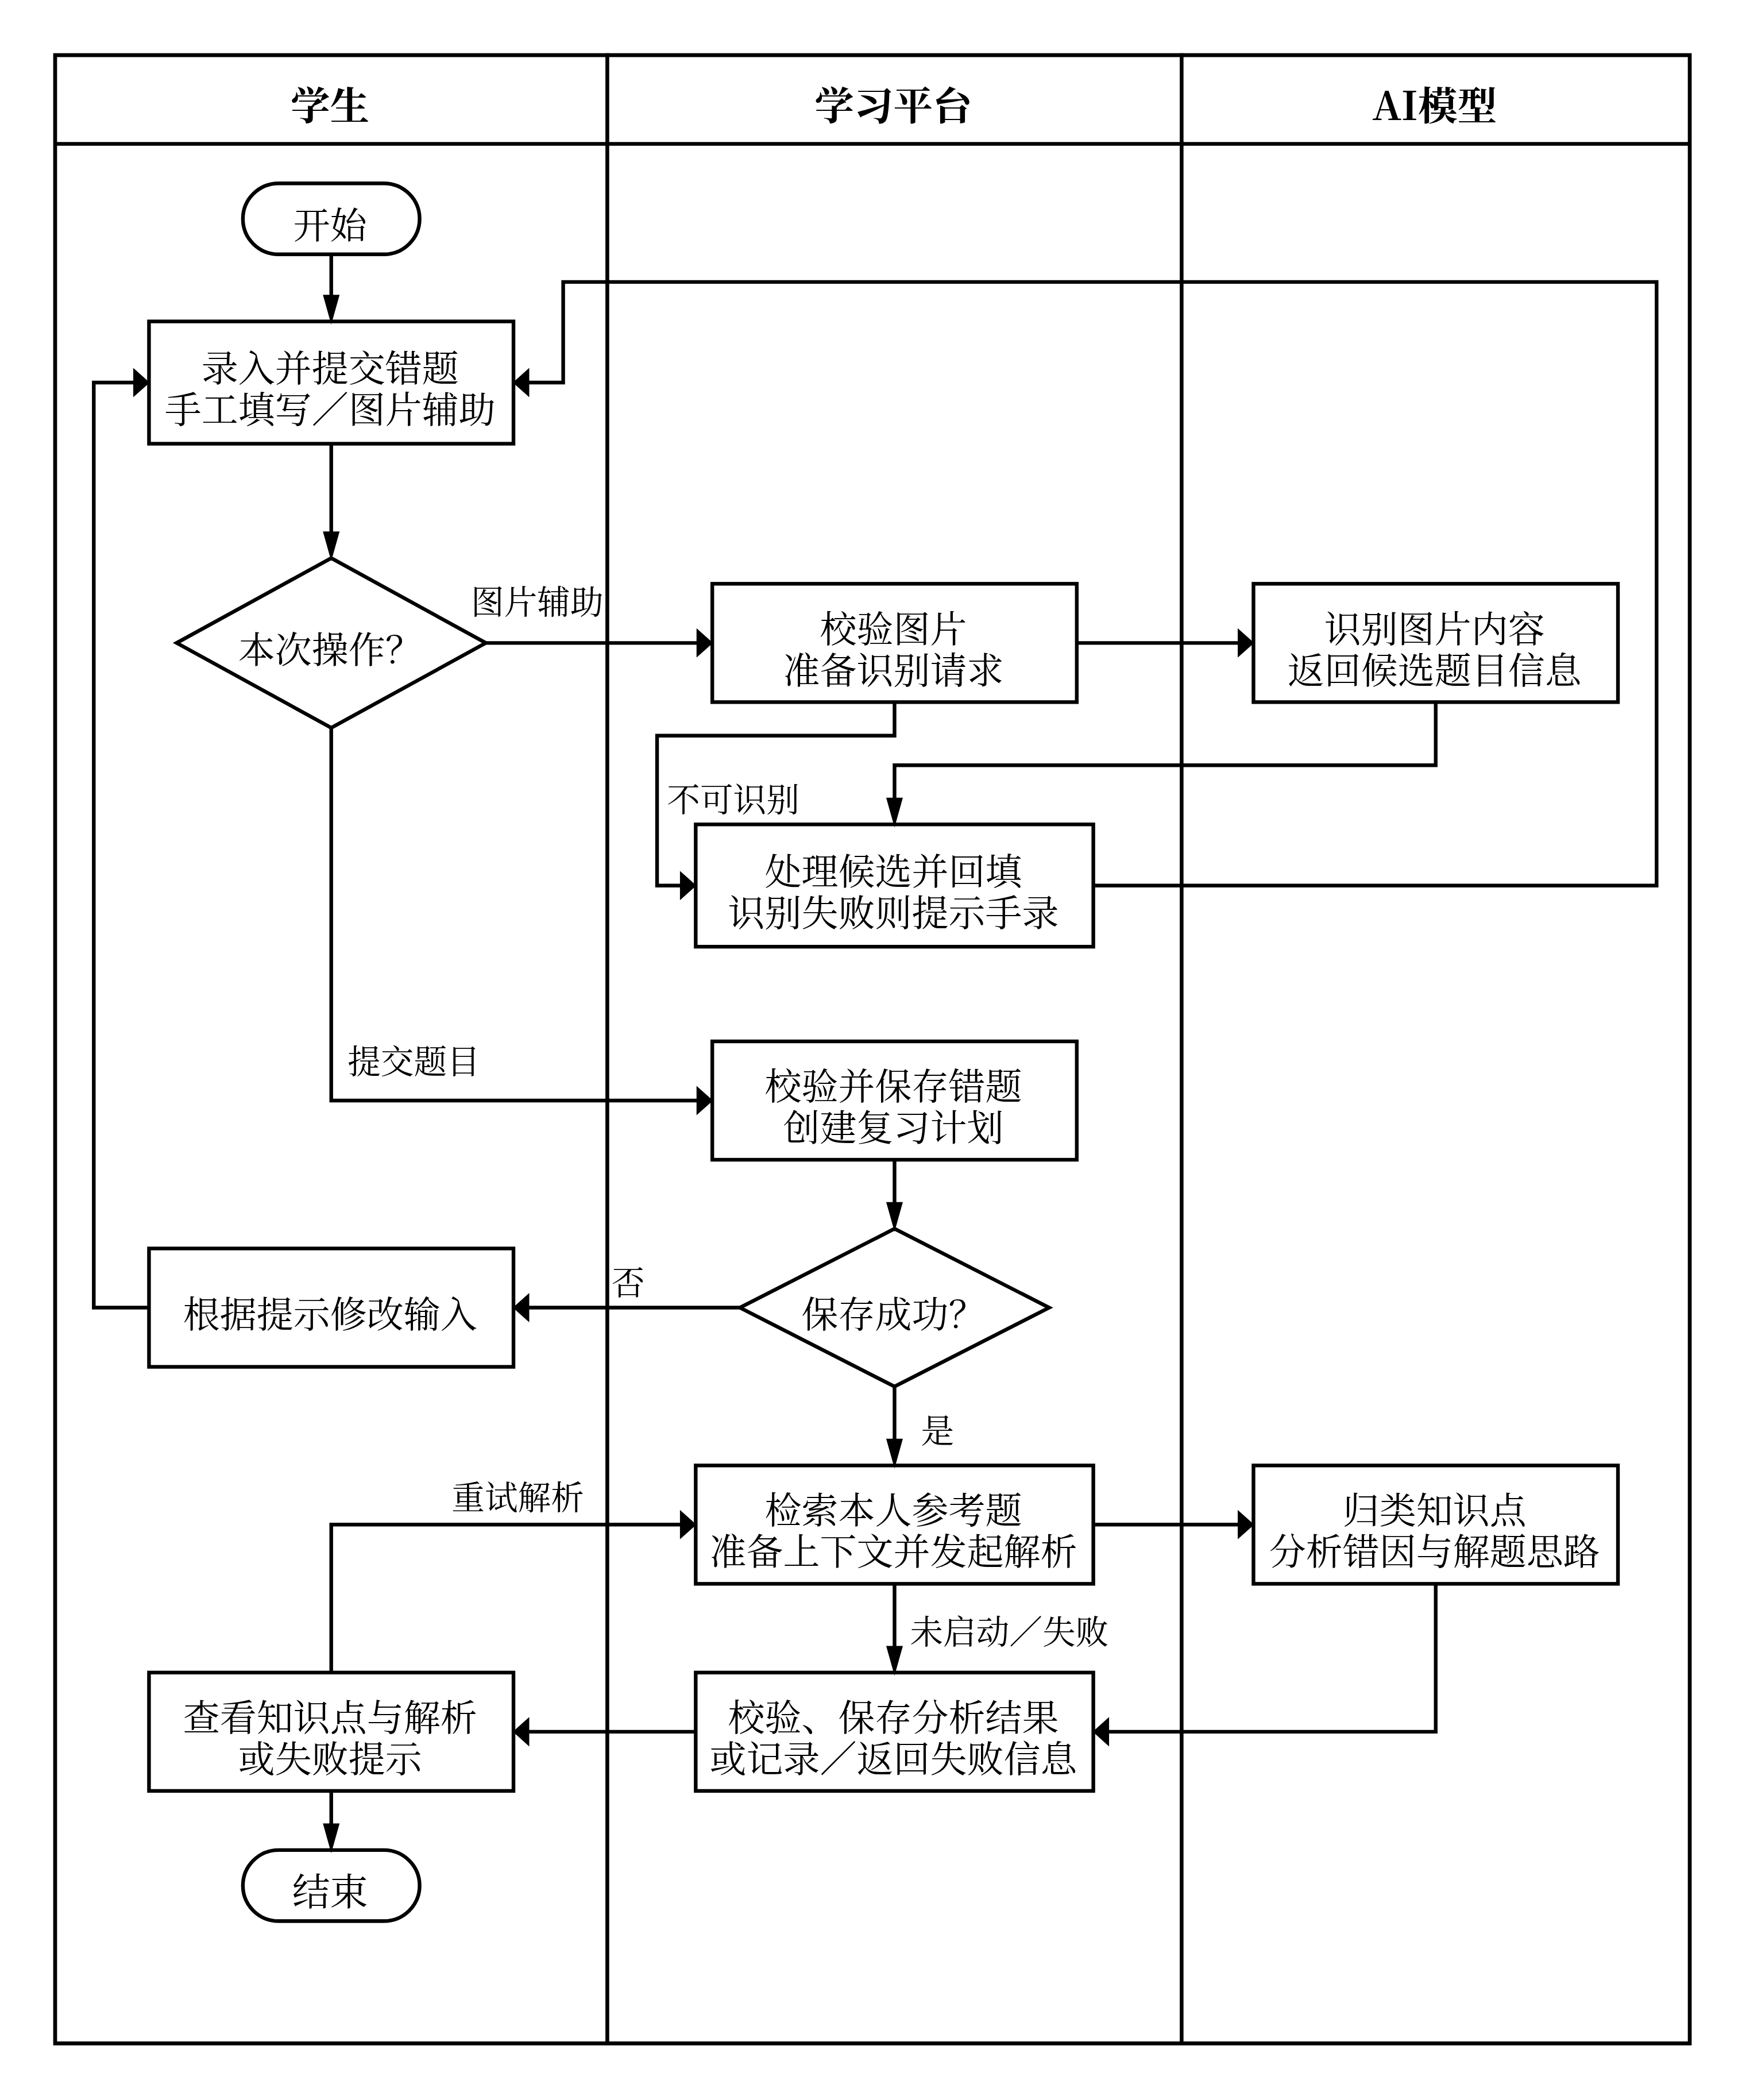 学生
学习平台
AI模型
开始
录入并提交错题
手工填写／图片辅助
本次操作?
图片辅助
校验图片
准备识别请求
识别图片内容
返回候选题目信息
不可识别
处理候选并回填
识别失败则提示手录
提交题目
校验并保存错题
创建复习计划
根据提示修改输入
否
保存成功?
是
重试解析
检索本人参考题
准备上下文并发起解析
归类知识点
分析错因与解题思路
未启动／失败
查看知识点与解析
或失败提示
校验、保存分析结果
或记录／返回失败信息
结束